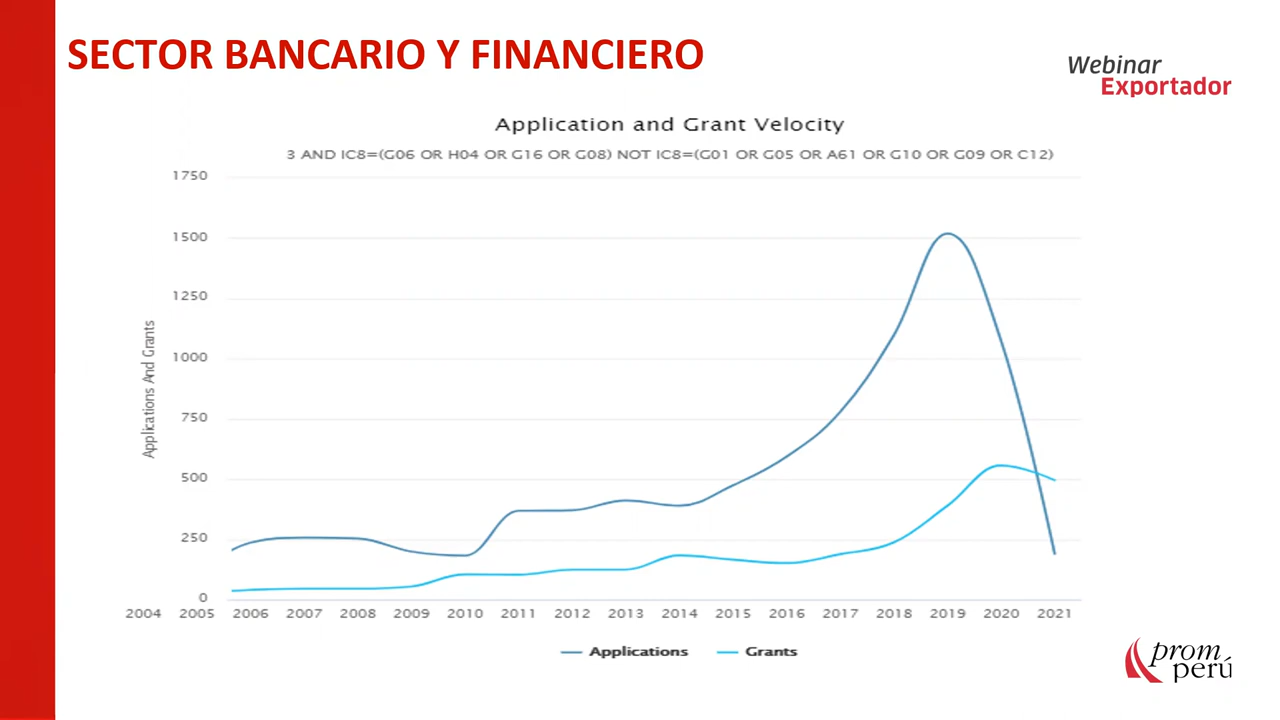 SECTOR BANCARIO Y FINANCIERO
Webinar
Exportador
Application and Grant Velocity
3 AND IC8=(G06 OR H04 OR G16 OR G08) NOT IC8=(G01 OR G05 OR A61 OR G10 OR G09 OR C12)
1750
1500
1250
1000
750
500
250
0
Applications And Grants
2004 2005 2006 2007 2008 2009 2010 2011 2012 2013 2014 2015 2016 2017 2018 2019 2020 2021
Applications Grants
prom
perú